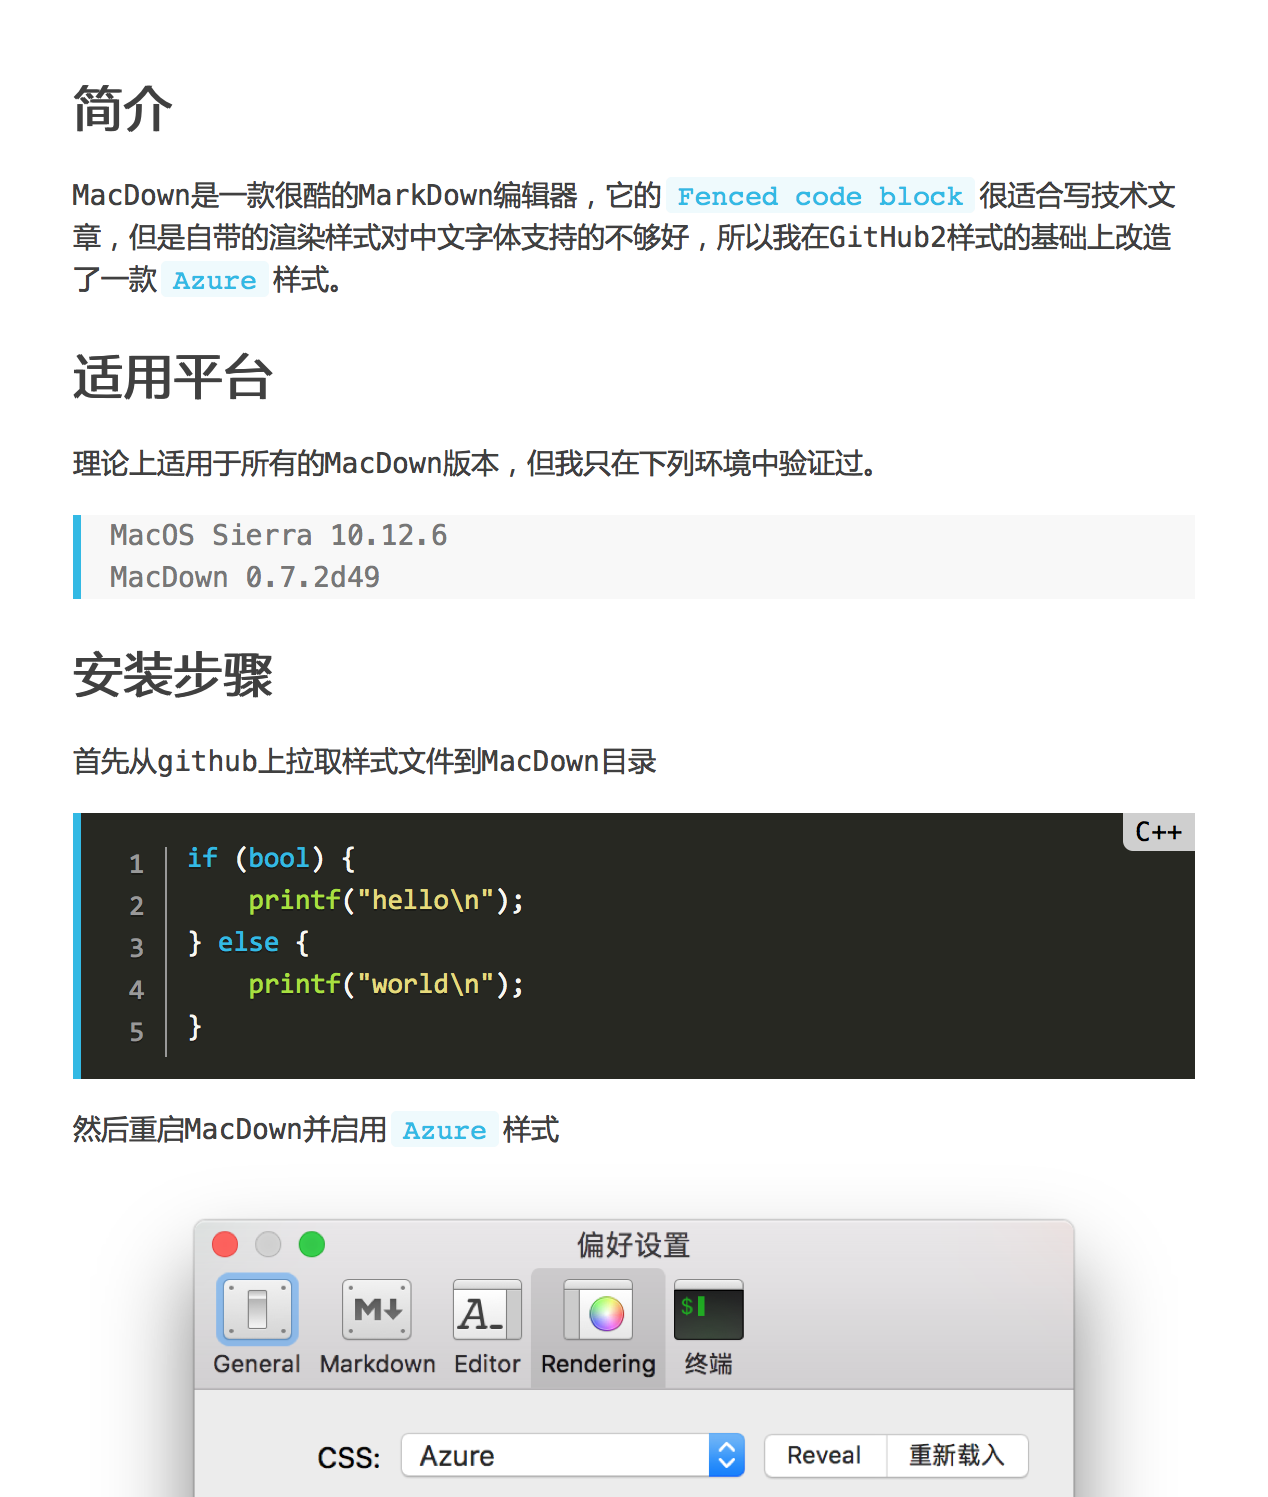 简介
MacDown是一款很酷的MarkDown编辑器，它的 Fenced code block 很适合写技术文
章，但是自带的渲染样式对中文字体支持的不够好，所以我在GitHub2样式的基础上改造
了一款 Azure 样式。
适用平台
理论上适用于所有的MacDown版本，但我只在下列环境中验证过。
MacOS Sierra 10.12.6
MacDown 0.7.2d49
安装步骤
首先从github上拉取样式文件到MacDown目录
C++
1 if (bool) {
2     printf("hello\n");
3 } else {
4     printf("world\n");
5 }
然后重启MacDown并启用 Azure 样式
偏好设置
M A_ $
General Markdown Editor Rendering 终端
CSS: Azure Reveal 重新载入